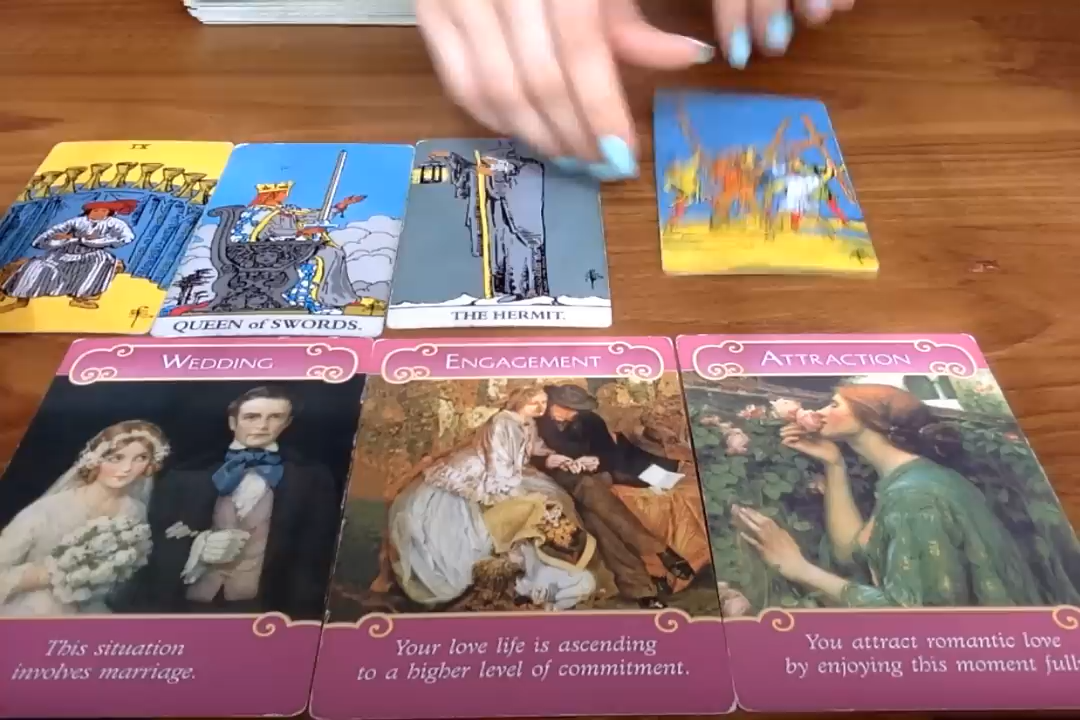 IX
QUEEN of SWORDS.
THE HERMIT.
WEDDING
ENGAGEMENT
ATTRACTION
This situation
involves marriage.
Your love life is ascending
to a higher level of commitment.
You attract romantic love
by enjoying this moment full